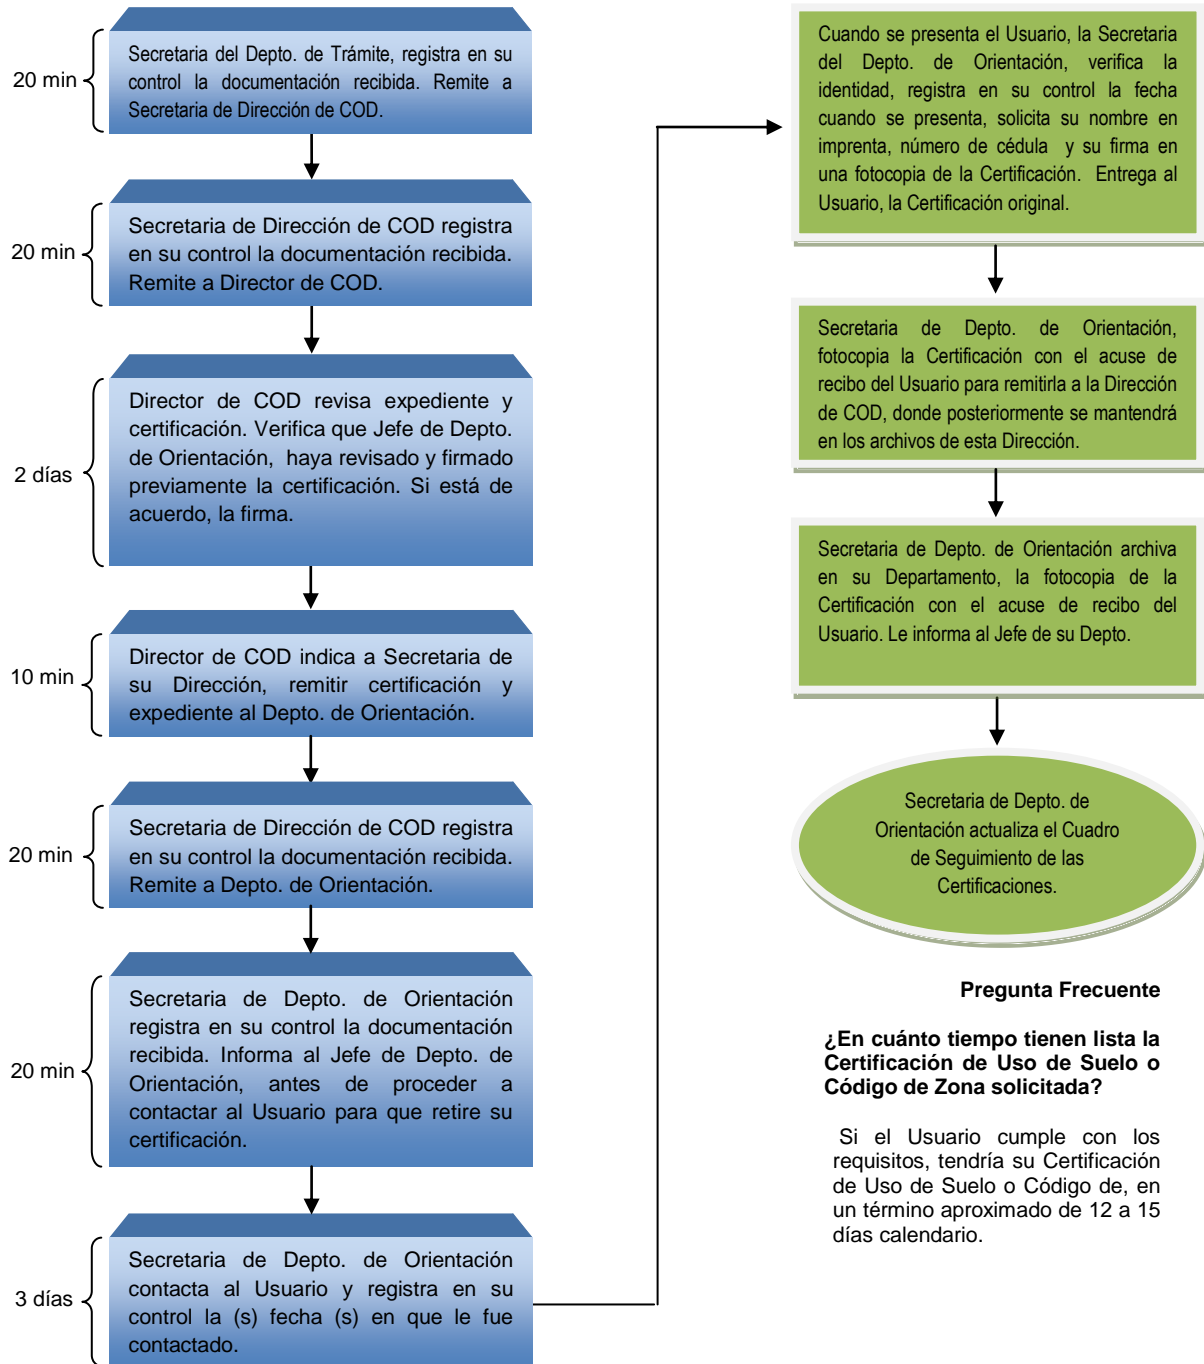 20 min
Secretaria del Depto. de Trámite, registra en su
control la documentación recibida. Remite a
Secretaria de Dirección de COD.
20 min
Secretaria de Dirección de COD registra
en su control la documentación recibida.
Remite a Director de COD.
2 días
Director de COD revisa expediente y
certificación. Verifica que Jefe de Depto.
de Orientación, haya revisado y firmado
previamente la certificación. Si está de
acuerdo, la firma.
10 min
Director de COD indica a Secretaria de
su Dirección, remitir certificación y
expediente al Depto. de Orientación.
20 min
Secretaria de Dirección de COD registra
en su control la documentación recibida.
Remite a Depto. de Orientación.
20 min
Secretaria de Depto. de Orientación
registra en su control la documentación
recibida. Informa al Jefe de Depto. de
Orientación, antes de proceder a
contactar al Usuario para que retire su
certificación.
3 días
Secretaria de Depto. de Orientación
contacta al Usuario y registra en su
control la (s) fecha (s) en que le fue
contactado.
Cuando se presenta el Usuario, la Secretaria
del Depto. de Orientación, verifica la
identidad, registra en su control la fecha
cuando se presenta, solicita su nombre en
imprenta, número de cédula y su firma en
una fotocopia de la Certificación. Entrega al
Usuario, la Certificación original.
Secretaria de Depto. de Orientación,
fotocopia la Certificación con el acuse de
recibo del Usuario para remitirla a la Dirección
de COD, donde posteriormente se mantendrá
en los archivos de esta Dirección.
Secretaria de Depto. de Orientación archiva
en su Departamento, la fotocopia de la
Certificación con el acuse de recibo del
Usuario. Le informa al Jefe de su Depto.
Secretaria de Depto. de
Orientación actualiza el Cuadro
de Seguimiento de las
Certificaciones.
Pregunta Frecuente
¿En cuánto tiempo tienen lista la
Certificación de Uso de Suelo o
Código de Zona solicitada?
Si el Usuario cumple con los
requisitos, tendría su Certificación
de Uso de Suelo o Código de, en
un término aproximado de 12 a 15
días calendario.